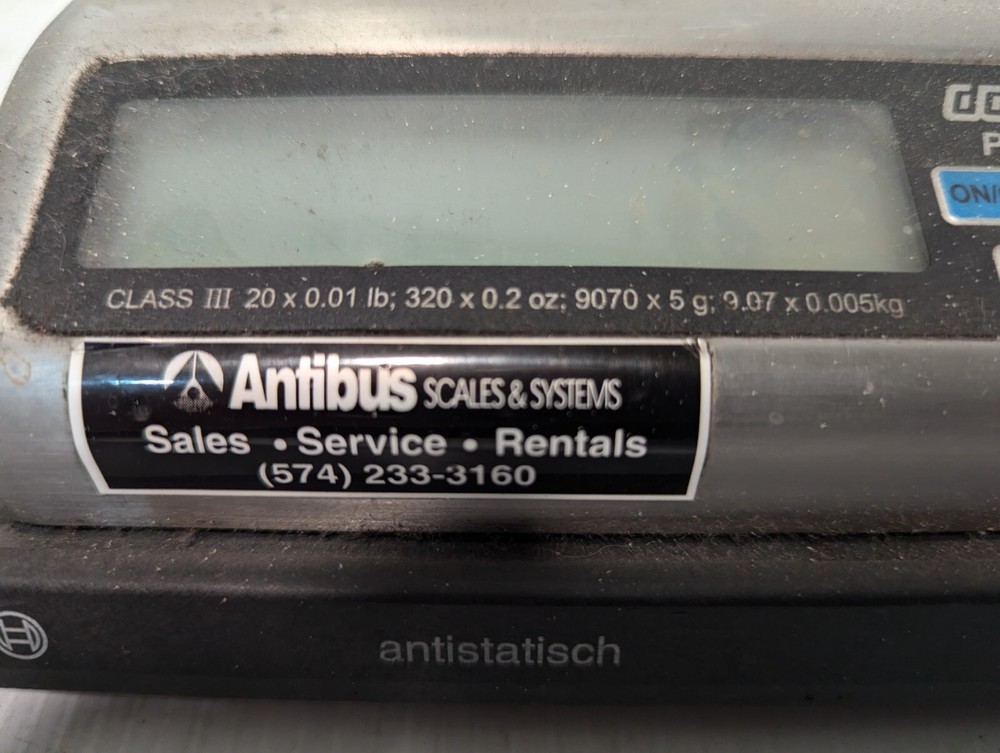 ON/
CLASS III 20 x 0.01 lb; 320 x 0.2 oz; 9070 x 5 g; 9.07 x 0.005kg
Antibus SCALES & SYSTEMS
Sales • Service • Rentals
(574) 233-3160
antistatisch